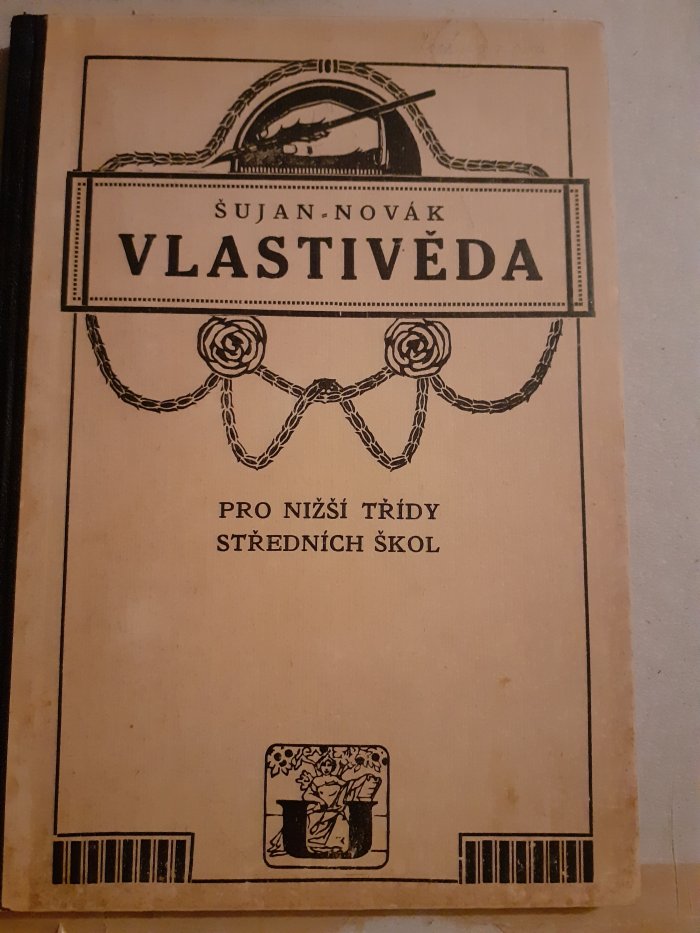 ŠUJAN-NOVÁK
VLASTIVĚDA
PRO NIŽŠÍ TŘÍDY
STŘEDNÍCH ŠKOL
U